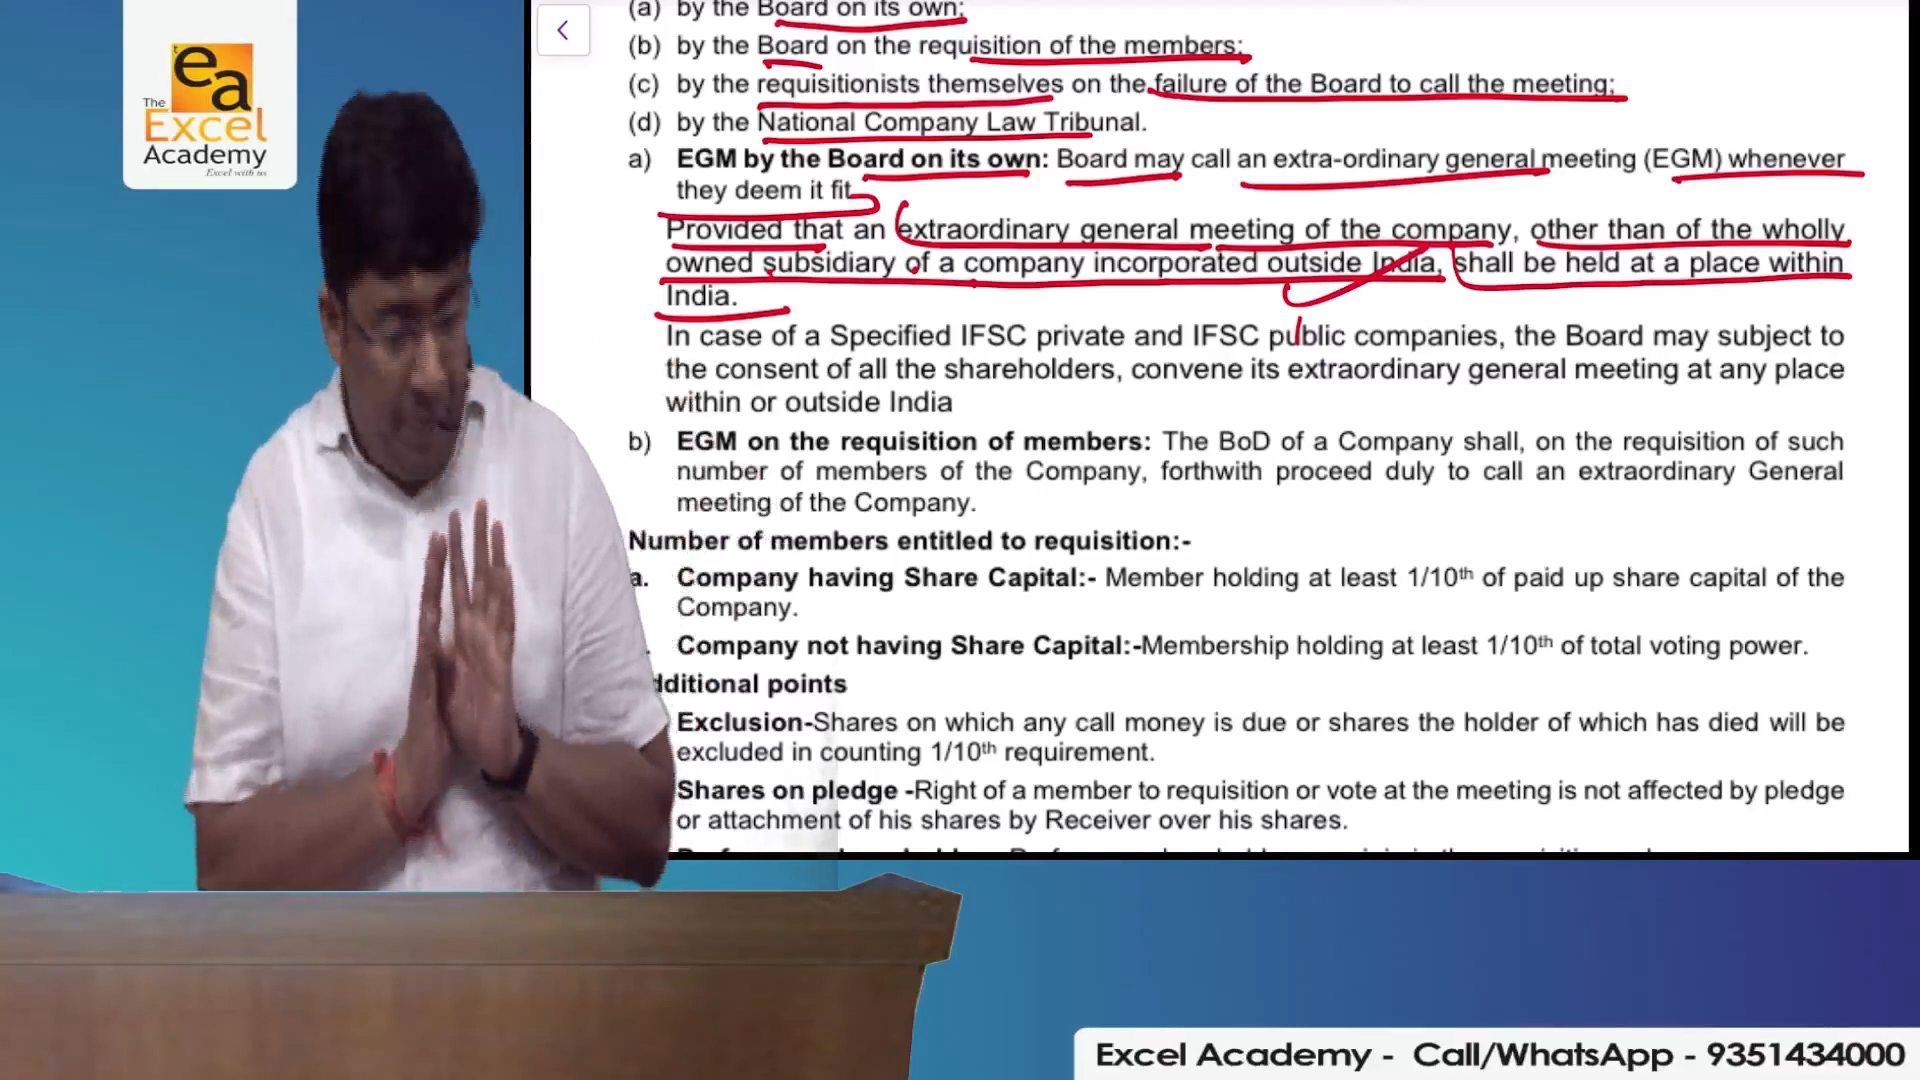 ea
The
Excel
Academy
Excel with us
(a) by the Board on its own;
(b) by the Board on the requisition of the members;
(c) by the requisitionists themselves on the failure of the Board to call the meeting;
(d) by the National Company Law Tribunal.
a) EGM by the Board on its own: Board may call an extra-ordinary general meeting (EGM) whenever
they deem it fit
Provided that an extraordinary general meeting of the company, other than of the wholly
owned subsidiary of a company incorporated outside India, shall be held at a place within
India.
In case of a Specified IFSC private and IFSC public companies, the Board may subject to
the consent of all the shareholders, convene its extraordinary general meeting at any place
within or outside India
b) EGM on the requisition of members: The BoD of a Company shall, on the requisition of such
number of members of the Company, forthwith proceed duly to call an extraordinary General
meeting of the Company.
Number of members entitled to requisition:-
a. Company having Share Capital:- Member holding at least 1/10th of paid up share capital of the
Company.
Company not having Share Capital:-Membership holding at least 1/10th of total voting power.
dditional points
Exclusion-Shares on which any call money is due or shares the holder of which has died will be
excluded in counting 1/10th requirement.
Shares on pledge -Right of a member to requisition or vote at the meeting is not affected by pledge
or attachment of his shares by Receiver over his shares.
Excel Academy - Call/WhatsApp - 9351434000